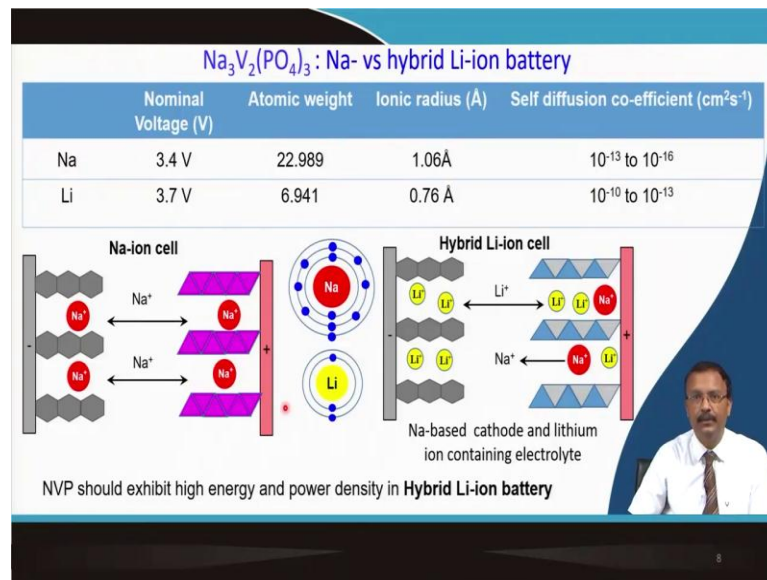 Na₃V₂(PO₄)₃ : Na- vs hybrid Li-ion battery
Nominal Voltage (V) Atomic weight Ionic radius (Å) Self diffusion co-efficient (cm²s⁻¹)
Na 3.4 V 22.989 1.06Å 10⁻¹³ to 10⁻¹⁶
Li 3.7 V 6.941 0.76 Å 10⁻¹⁰ to 10⁻¹³
Na-ion cell
Na⁺
Na⁺
Na⁺
Na⁺
Na⁺
Na⁺
-
+
Na
Li
Hybrid Li-ion cell
Li⁺
Li⁺
Li⁺
Li⁺
Li⁺
Li⁺
Li⁺
Na⁺
Na⁺
Na⁺
Li⁺
-
+
Na-based cathode and lithium
ion containing electrolyte
NVP should exhibit high energy and power density in Hybrid Li-ion battery
8